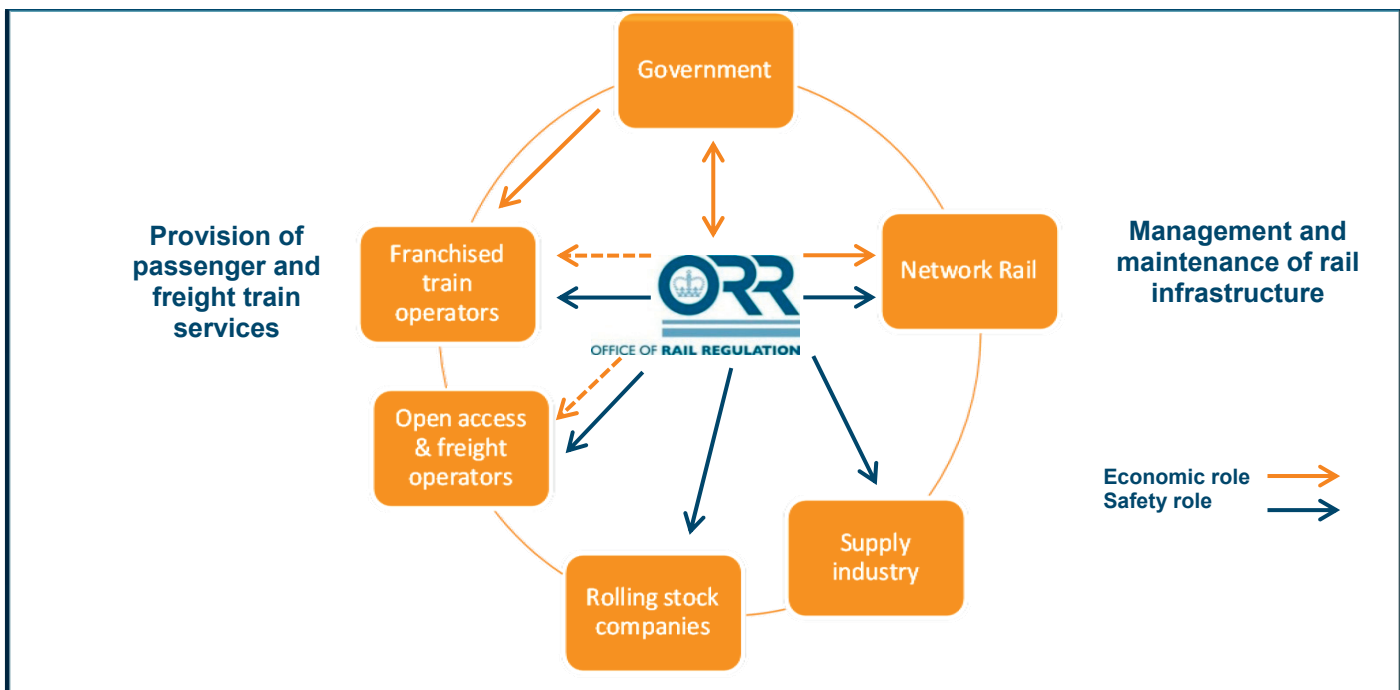 Government
Provision of
passenger and
freight train
services
Franchised
train
operators
ORR
OFFICE OF RAIL REGULATION
Network Rail
Management and
maintenance of rail
infrastructure
Open access
& freight
operators
Economic role
Safety role
Supply
industry
Rolling stock
companies